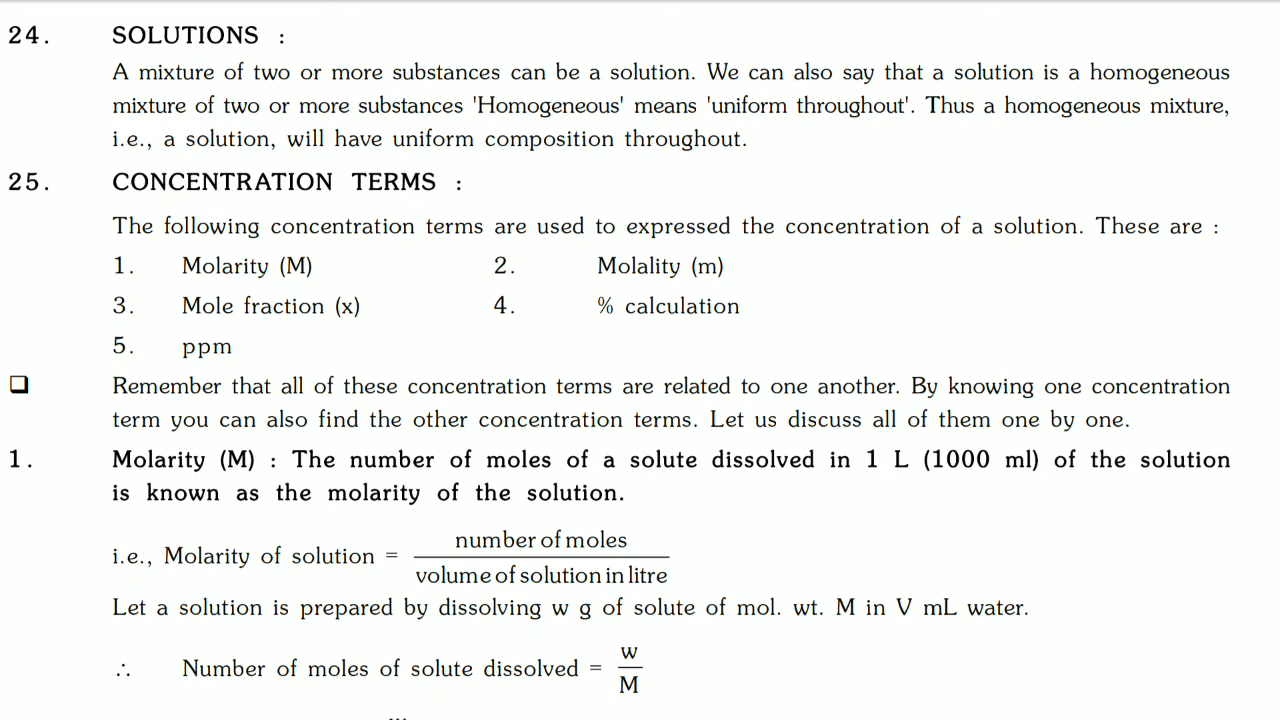 24. SOLUTIONS :
A mixture of two or more substances can be a solution. We can also say that a solution is a homogeneous
mixture of two or more substances 'Homogeneous' means 'uniform throughout'. Thus a homogeneous mixture,
i.e., a solution, will have uniform composition throughout.
25. CONCENTRATION TERMS :
The following concentration terms are used to expressed the concentration of a solution. These are :
1. Molarity (M) 2. Molality (m)
3. Mole fraction (x) 4. % calculation
5. ppm
❑ Remember that all of these concentration terms are related to one another. By knowing one concentration
term you can also find the other concentration terms. Let us discuss all of them one by one.
1. Molarity (M) : The number of moles of a solute dissolved in 1 L (1000 ml) of the solution
is known as the molarity of the solution.
number of moles
i.e., Molarity of solution =
volume of solution in litre
Let a solution is prepared by dissolving w g of solute of mol. wt. M in V mL water.
w
∴ Number of moles of solute dissolved =
M